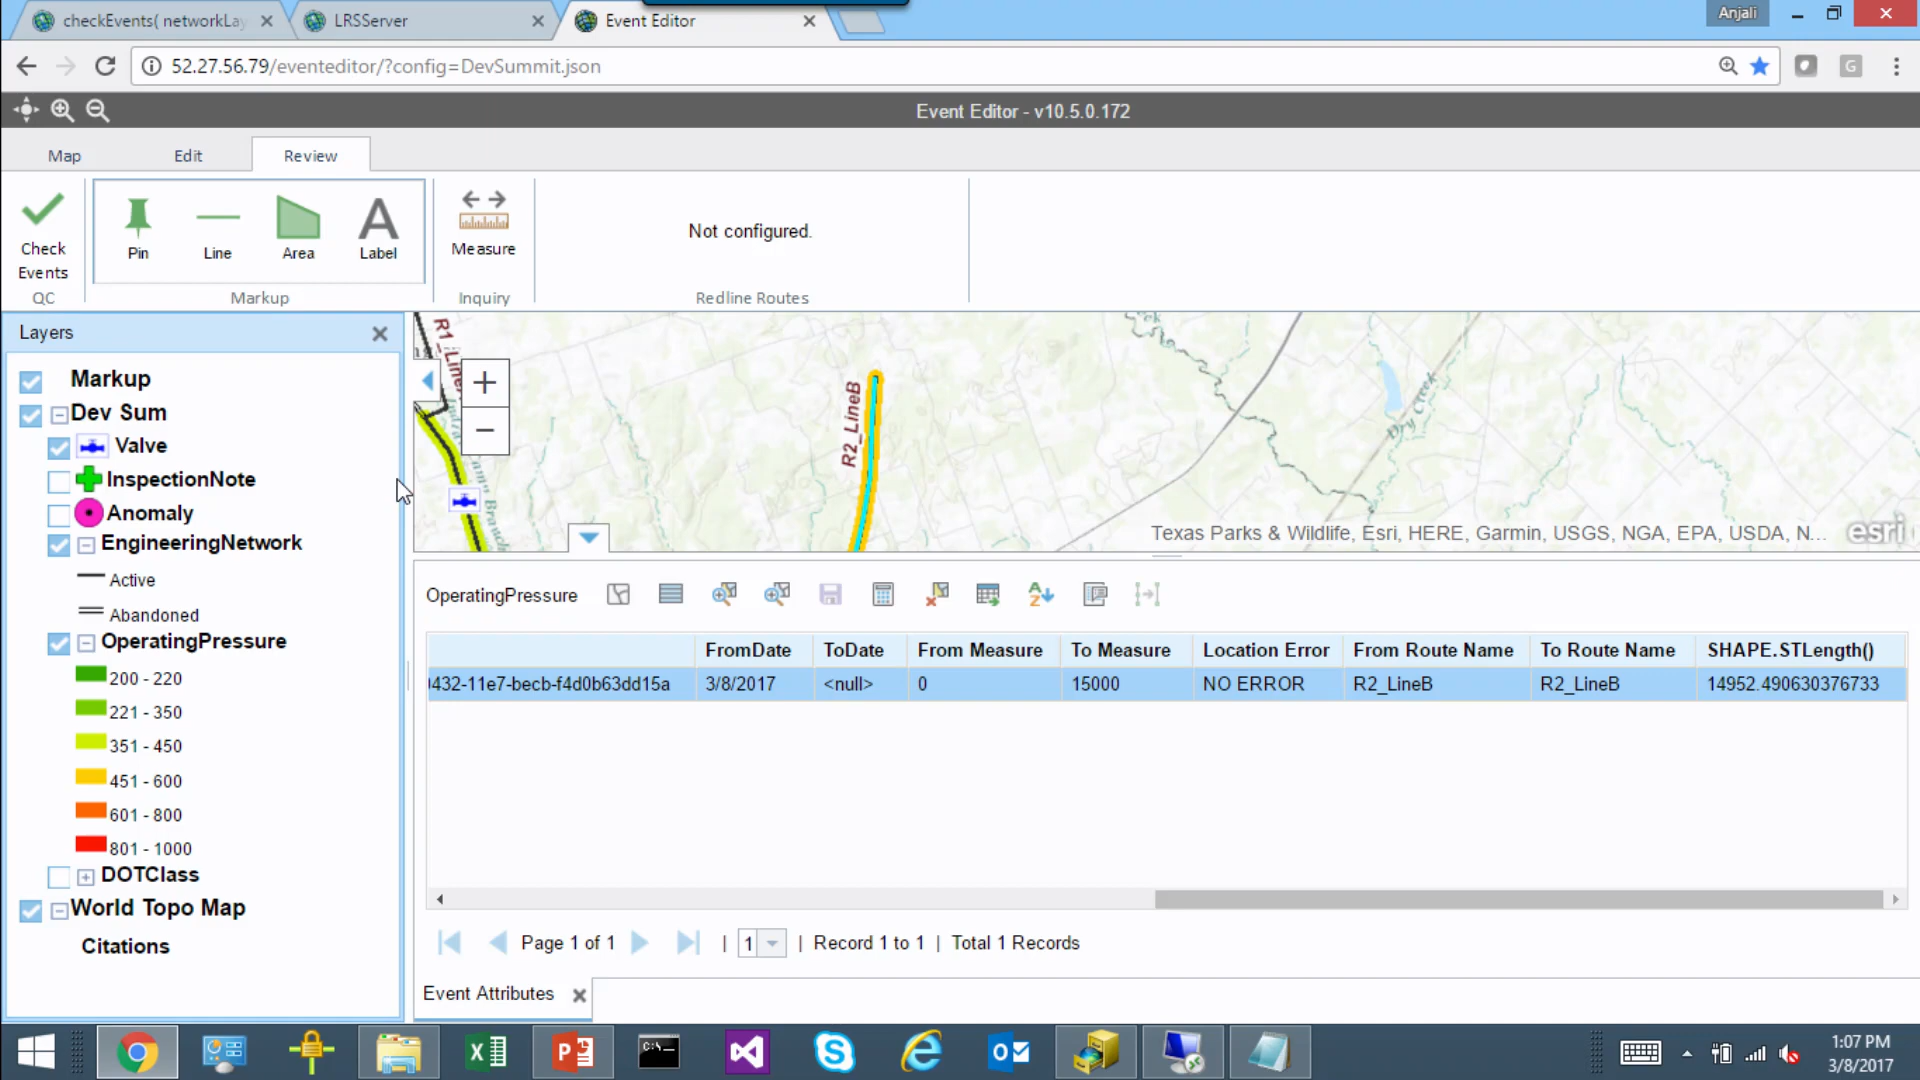 checkEvents( networkLay
LRSServer
Event Editor
Anjali
52.27.56.79/eventeditor/?config=DevSummit.json
G
Event Editor - v10.5.0.172
Map
Edit
Review
Check
Events
QC
Pin
Line
Area
Label
Markup
Measure
Inquiry
Not configured.
Redline Routes
Layers
Markup
Dev Sum
Valve
InspectionNote
Anomaly
EngineeringNetwork
Active
Abandoned
OperatingPressure
200 - 220
221 - 350
351 - 450
451 - 600
601 - 800
801 - 1000
DOTClass
World Topo Map
Citations
R2_LineB
Dry Creek
Texas Parks & Wildlife, Esri, HERE, Garmin, USGS, NGA, EPA, USDA, N...
esri
OperatingPressure
FromDate ToDate From Measure To Measure Location Error From Route Name To Route Name SHAPE.STLength()
432-11e7-becb-f4d0b63dd15a 3/8/2017 <null> 0 15000 NO ERROR R2_LineB R2_LineB 14952.490630376733
Page 1 of 1 | 1 | Record 1 to 1 | Total 1 Records
Event Attributes
1:07 PM
3/8/2017